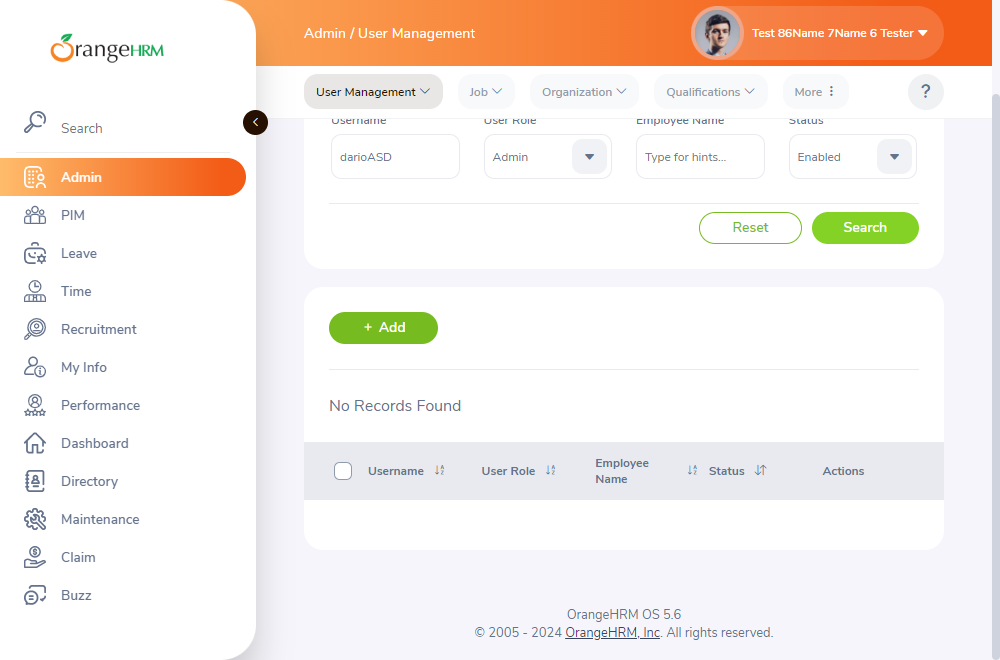 OrangeHRM
Search
Admin
PIM
Leave
Time
Recruitment
My Info
Performance
Dashboard
Directory
Maintenance
Claim
Buzz
Admin / User Management
Test 86Name 7Name 6 Tester
User Management
Job
Organization
Qualifications
More
?
Username
User Role
Employee Name
Status
darioASD
Admin
Type for hints...
Enabled
Reset
Search
+ Add
No Records Found
Username
User Role
Employee
Name
Status
Actions
OrangeHRM OS 5.6
© 2005 - 2024 OrangeHRM, Inc. All rights reserved.